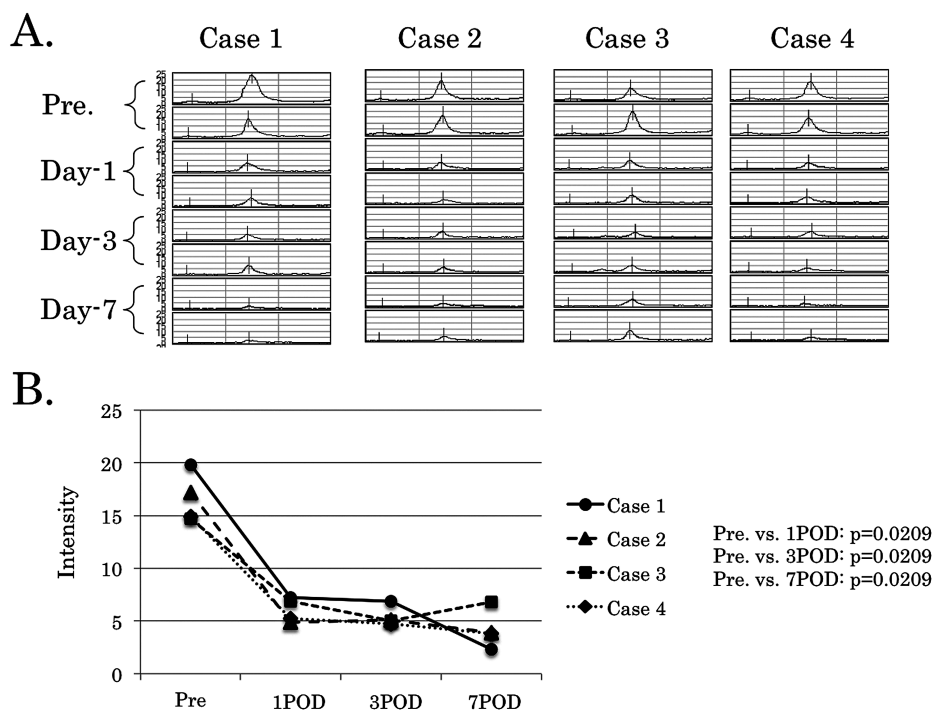 A.
Case 1 Case 2 Case 3 Case 4
Pre.
Day-1
Day-3
Day-7
B.
25
20
15
10
5
0
Intensity
Pre 1POD 3POD 7POD
Case 1
Case 2
Case 3
Case 4
Pre. vs. 1POD: p=0.0209
Pre. vs. 3POD: p=0.0209
Pre. vs. 7POD: p=0.0209